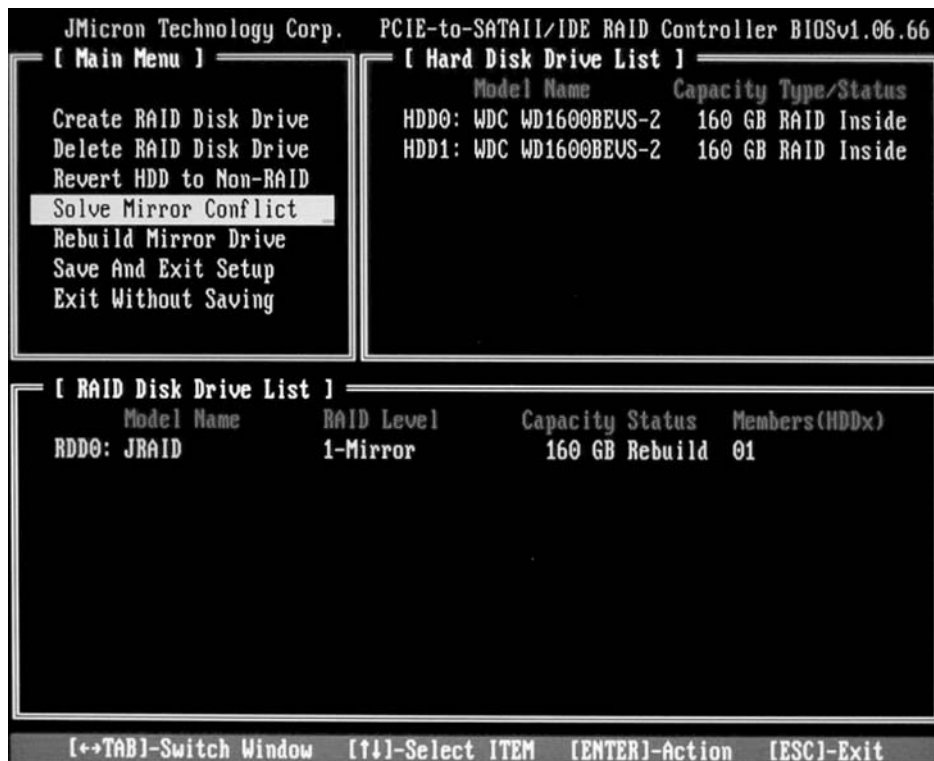 JMicron Technology Corp. PCIE-to-SATAII/IDE RAID Controller BIOSv1.06.66
[ Main Menu ]
Create RAID Disk Drive
Delete RAID Disk Drive
Revert HDD to Non-RAID
Solve Mirror Conflict
Rebuild Mirror Drive
Save And Exit Setup
Exit Without Saving
[ Hard Disk Drive List ]
Model Name Capacity Type/Status
HDD0: WDC WD1600BEVS-2 160 GB RAID Inside
HDD1: WDC WD1600BEVS-2 160 GB RAID Inside
[ RAID Disk Drive List ]
Model Name RAID Level Capacity Status Members(HDDx)
RDD0: JRAID 1-Mirror 160 GB Rebuild 01
[↔TAB]-Switch Window [↑↓]-Select ITEM [ENTER]-Action [ESC]-Exit